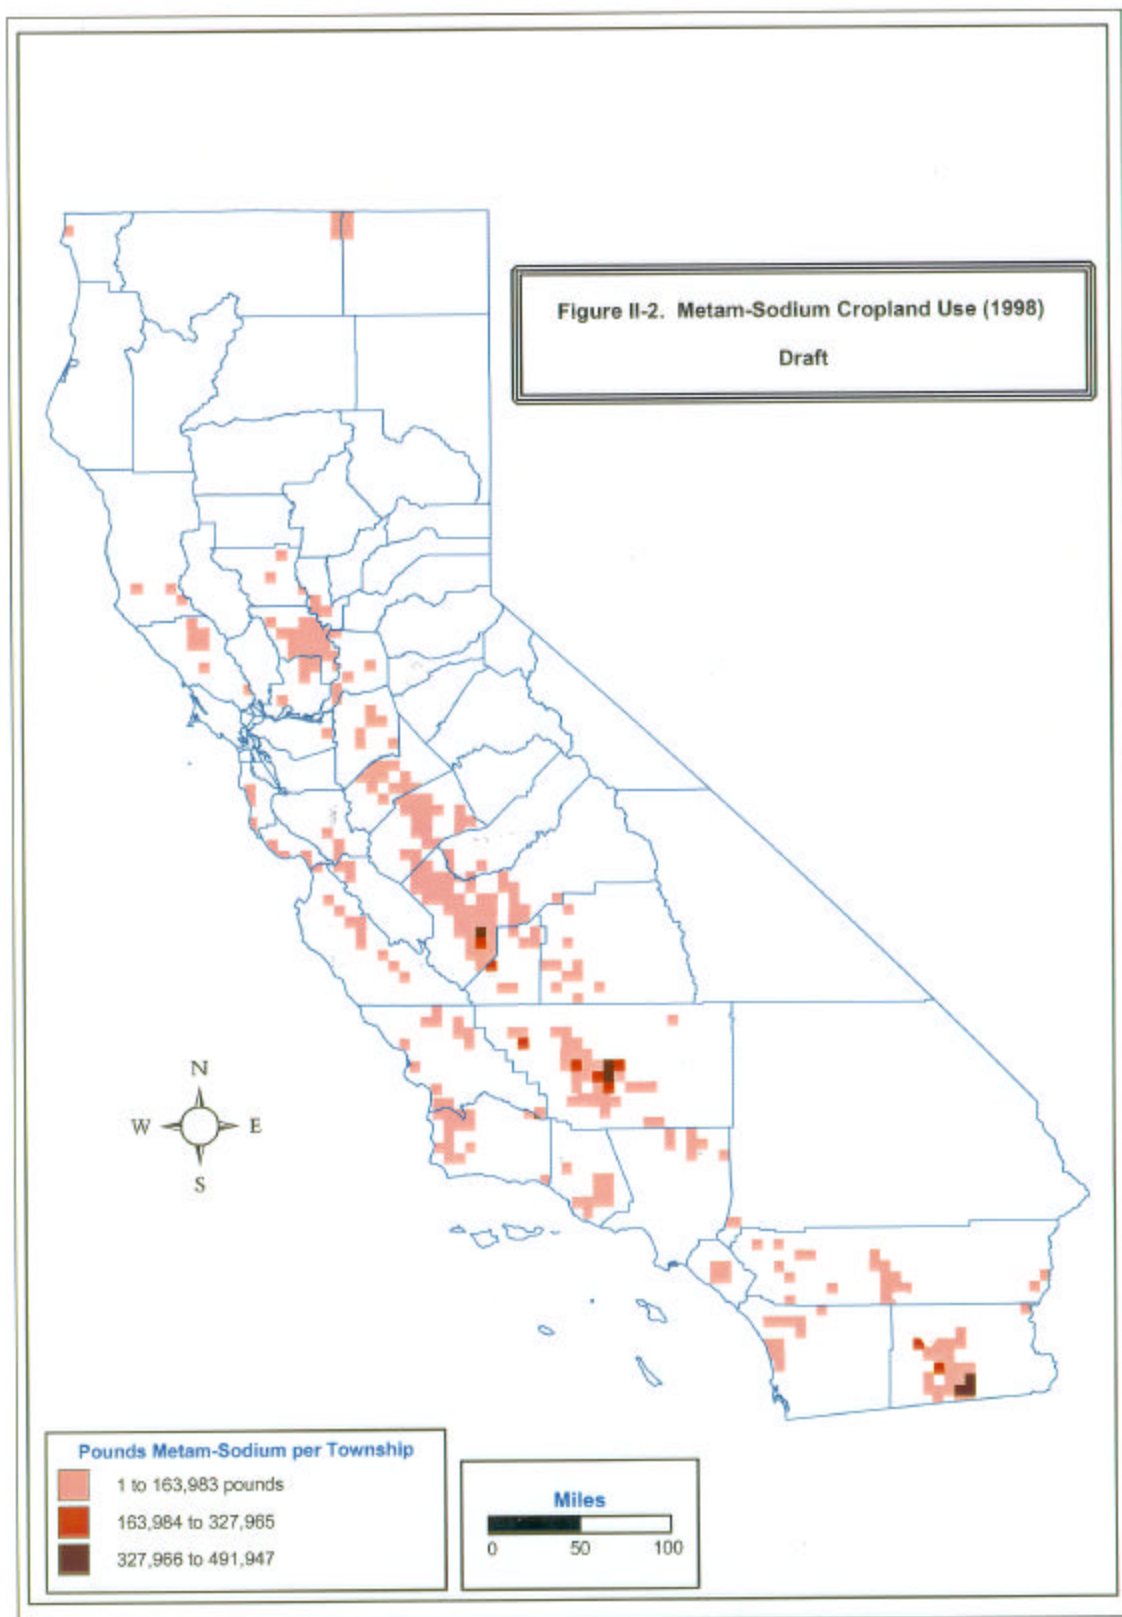 Figure II-2. Metam-Sodium Cropland Use (1998)
Draft
N
W E
S
Pounds Metam-Sodium per Township
1 to 163,983 pounds
163,984 to 327,965
327,966 to 491,947
Miles
0 50 100